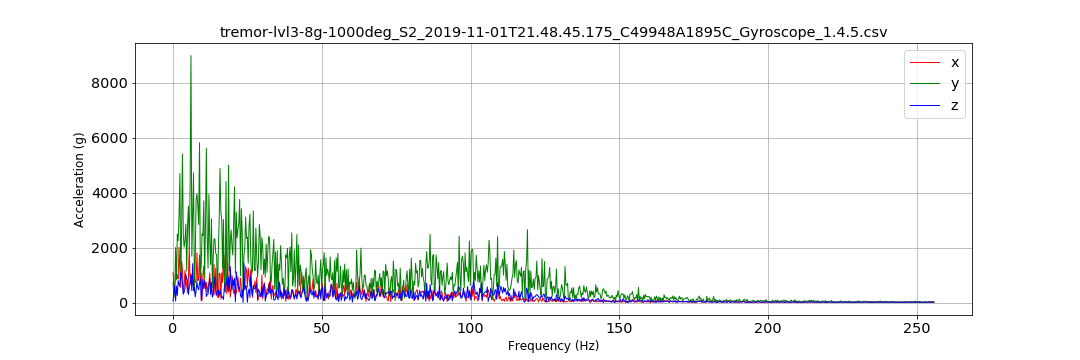 tremor-lvl3-8g-1000deg_S2_2019-11-01T21.48.45.175_C49948A1895C_Gyroscope_1.4.5.csv
x
y
z
8000
6000
4000
2000
0
Acceleration (g)
0
50
100
150
200
250
Frequency (Hz)